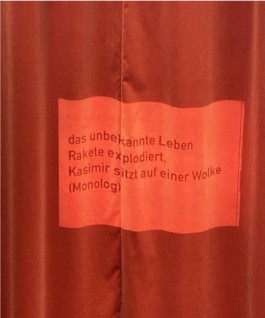 das unbekannte Leben
Rakete explodiert,
Kasimir sitzt auf einer Wolke
(Monolog)